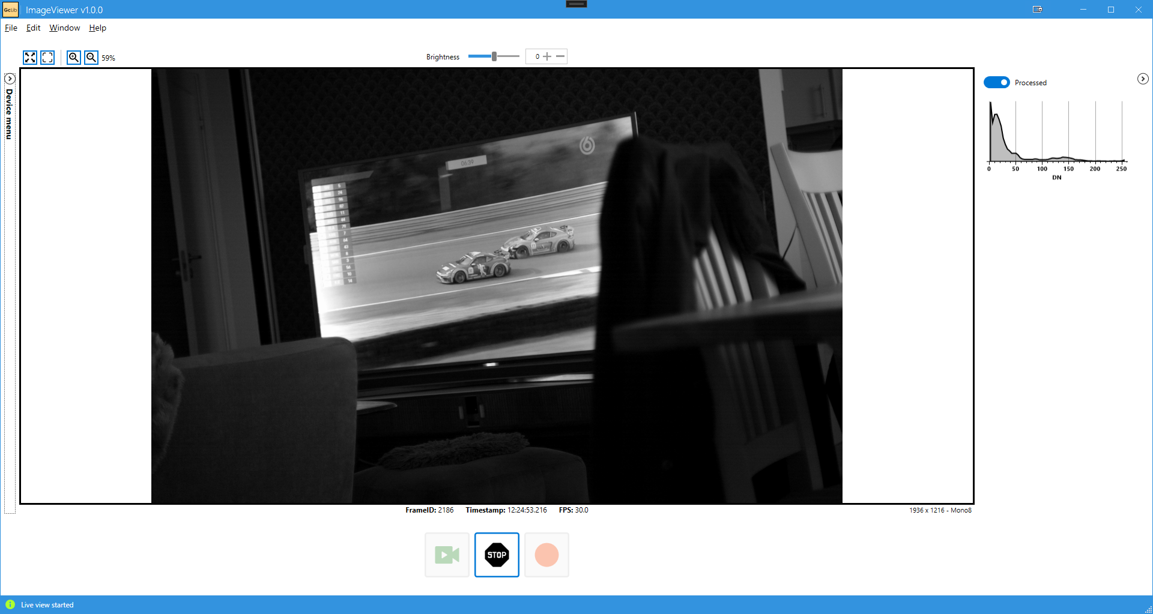 GcLib
ImageViewer v1.0.0
File Edit Window Help
59%
Brightness
0
Device menu
Processed
0 50 100 150 200 250
DN
FrameID: 2186 Timestamp: 12:24:53.216 FPS: 30.0
1936 x 1216 - Mono8
STOP
Live view started